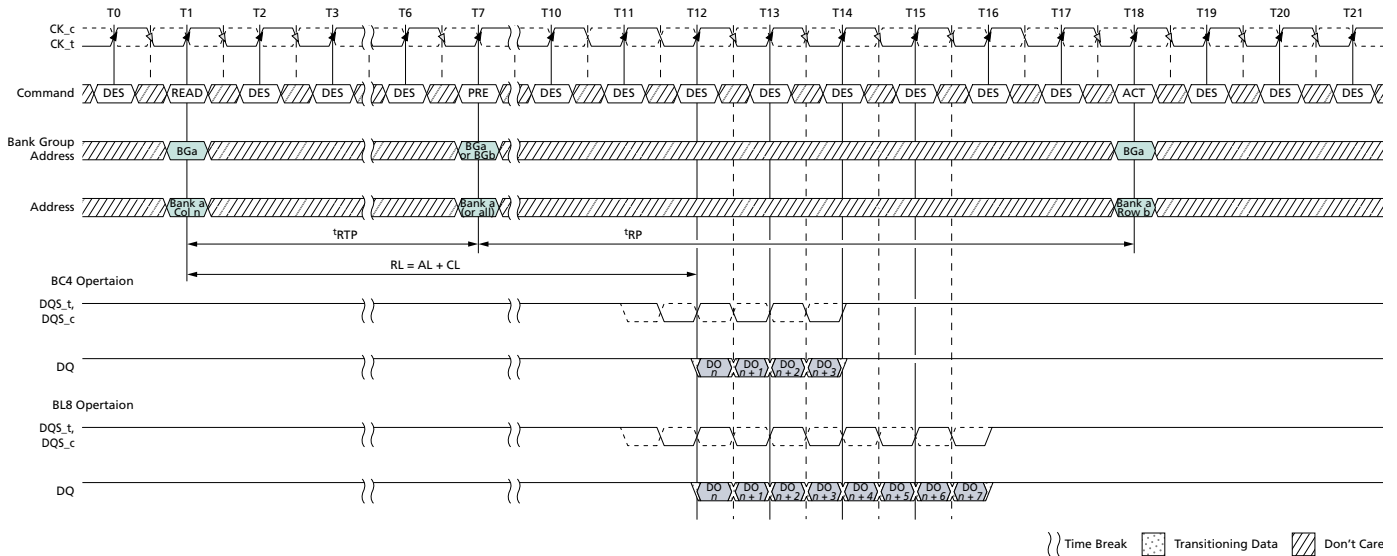 T0 T1 T2 T3 T6 T7 T10 T11 T12 T13 T14 T15 T16 T17 T18 T19 T20 T21
CK_c
CK_t
Command DES READ DES DES DES PRE DES DES DES DES DES DES DES DES ACT DES DES DES
Bank Group
Address
BGa
BGa
or BGb
BGa
Address
Bank a
Col n
Bank a
(or all)
Bank a
Row b
tRTP
tRP
RL = AL + CL
BC4 Opertaion
DQS_t,
DQS_c
DQ
DO
n
DO
n + 1
DO
n + 2
DO
n + 3
BL8 Opertaion
DQS_t,
DQS_c
DQ
DO
n
DO
n + 1
DO
n + 2
DO
n + 3
DO
n + 4
DO
n + 5
DO
n + 6
DO
n + 7
Time Break Transitioning Data Don't Care